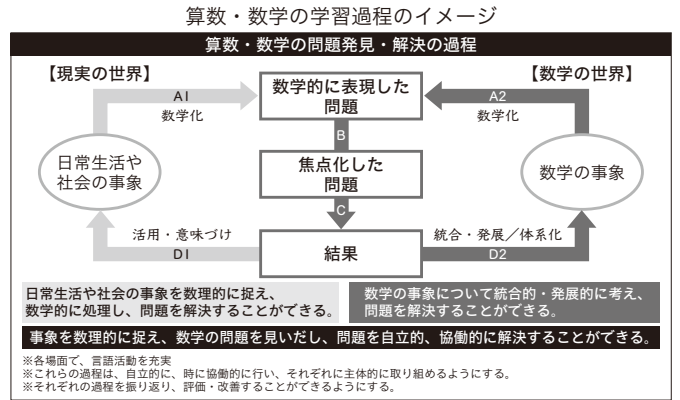 算数・数学の学習過程のイメージ
算数・数学の問題発見・解決の過程
【現実の世界】
【数学の世界】
A1
数学化
数学的に表現した
問題
A2
数学化
B
日常生活や
社会の事象
焦点化した
問題
数学の事象
C
活用・意味づけ
D1
結果
統合・発展／体系化
D2
日常生活や社会の事象を数理的に捉え、
数学的に処理し、問題を解決することができる。
数学の事象について統合的・発展的に考え、
問題を解決することができる。
事象を数理的に捉え、数学の問題を見いだし、問題を自立的、協働的に解決することができる。
※各場面で、言語活動を充実
※これらの過程は、自立的に、時に協働的に行い、それぞれに主体的に取り組めるようにする。
※それぞれの過程を振り返り、評価・改善することができるようにする。